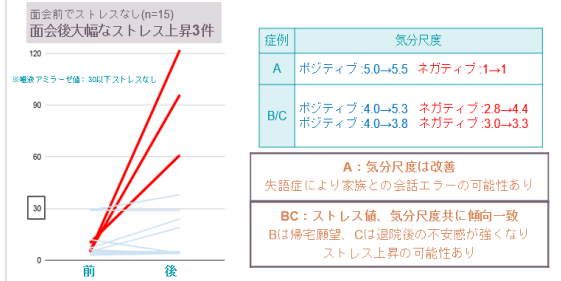 面会前でストレスなし(n=15)
面会後大幅なストレス上昇3件
120
※唾液アミラーゼ値：30以下ストレスなし
90
60
30
0
前 後
症例 気分尺度
A ポジティブ:5.0→5.5 ネガティブ:1→1
B/C ポジティブ:4.0→5.3 ネガティブ:2.8→4.4
ポジティブ:4.0→3.8 ネガティブ:3.0→3.3
A：気分尺度は改善
失語症により家族との会話エラーの可能性あり
BC：ストレス値、気分尺度共に傾向一致
Bは帰宅願望、Cは退院後の不安感が強くなり
ストレス上昇の可能性あり